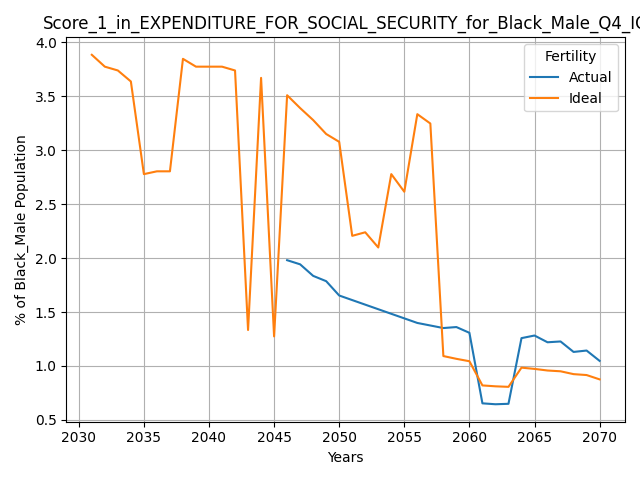 Score_1_in_EXPENDITURE_FOR_SOCIAL_SECURITY_for_Black_Male_Q4_IC
Fertility
Actual
Ideal
% of Black_Male Population
4.0
3.5
3.0
2.5
2.0
1.5
1.0
0.5
2030 2035 2040 2045 2050 2055 2060 2065 2070
Years